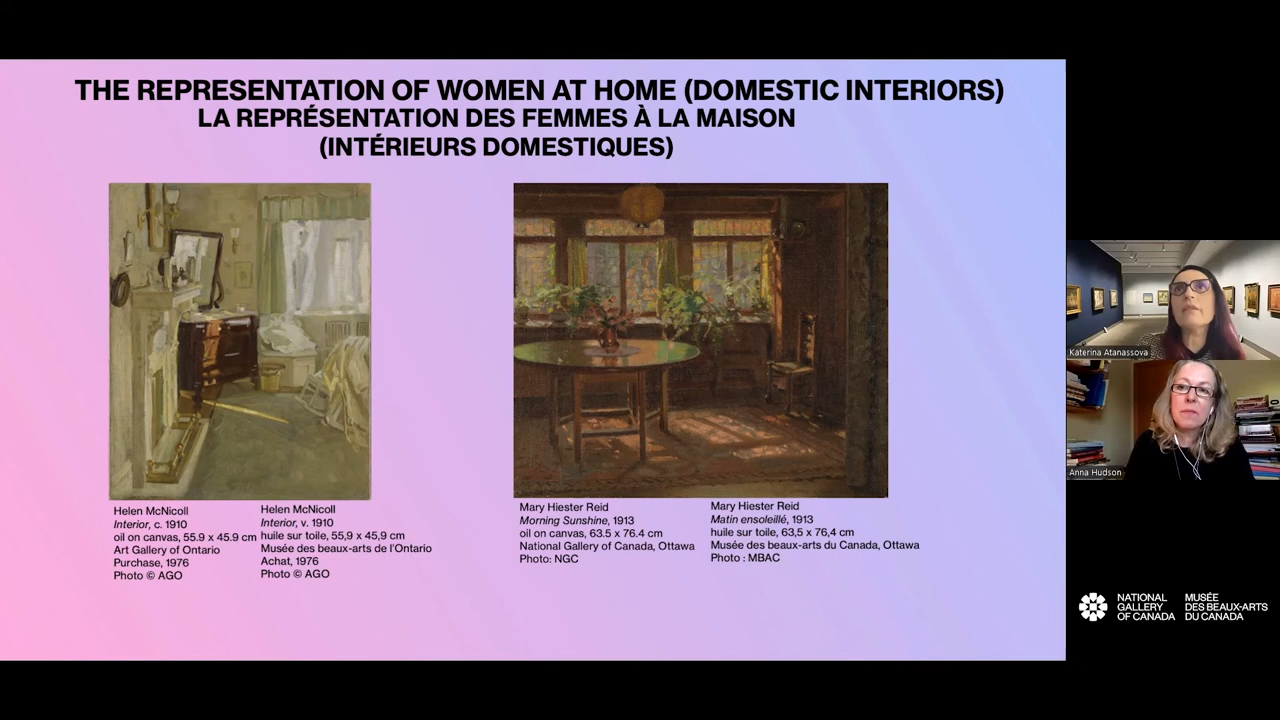 THE REPRESENTATION OF WOMEN AT HOME (DOMESTIC INTERIORS)
LA REPRÉSENTATION DES FEMMES À LA MAISON
(INTÉRIEURS DOMESTIQUES)
Helen McNicoll
Interior, c. 1910
oil on canvas, 55.9 x 45.9 cm
Art Gallery of Ontario
Purchase, 1976
Photo © AGO
Helen McNicoll
Interior, v. 1910
huile sur toile, 55,9 x 45,9 cm
Musée des beaux-arts de l'Ontario
Achat, 1976
Photo © AGO
Mary Hiester Reid
Morning Sunshine, 1913
oil on canvas, 63.5 x 76.4 cm
National Gallery of Canada, Ottawa
Photo: NGC
Mary Hiester Reid
Matin ensoleillé, 1913
huile sur toile, 63,5 x 76,4 cm
Musée des beaux-arts du Canada, Ottawa
Photo : MBAC
Katerina Atanassova
Anna Hudson
NATIONAL
GALLERY
OF CANADA
MUSÉE
DES BEAUX-ARTS
DU CANADA